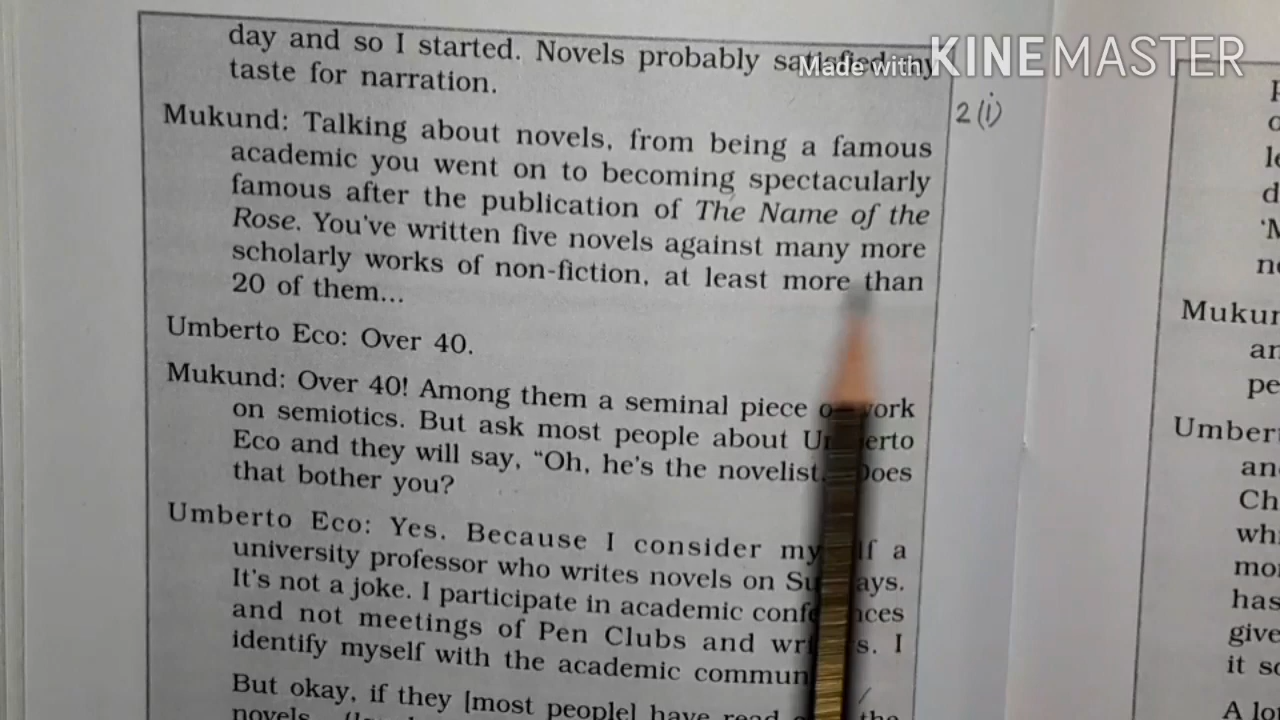 day and so I started. Novels probably
taste for narration.
Made with KINEMASTER
Mukund: Talking about novels, from being a famous
2 (i)
academic you went on to becoming spectacularly
famous after the publication of The Name of the
Rose. You've written five novels against many more
scholarly works of non-fiction, at least more than
20 of them...
Umberto Eco: Over 40.
Mukund: Over 40! Among them a seminal piece
on semiotics. But ask most people about
Eco and they will say, "Oh, he's the novelist.
that bother you?
Umberto Eco: Yes. Because I consider a
university professor who writes novels on
It's not a joke. I participate in academic
and not meetings of Pen Clubs and I
identify myself with the academic
But okay, if they [most people] have read the